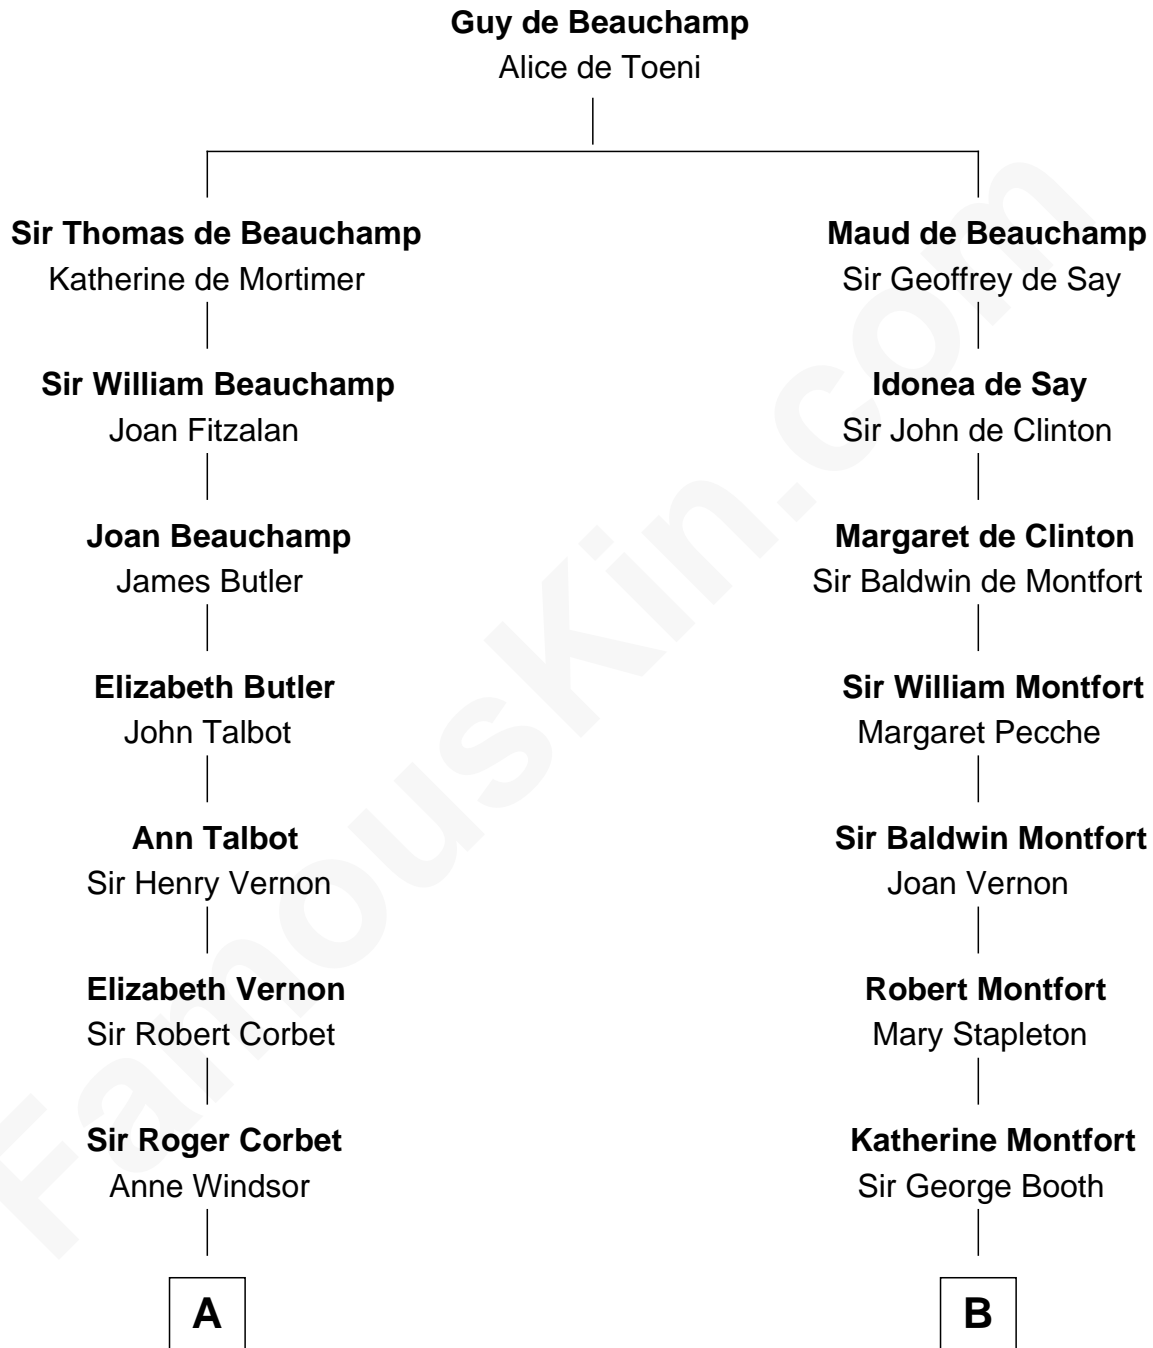 Guy de Beauchamp
Alice de Toeni
Sir Thomas de Beauchamp
Katherine de Mortimer
Maud de Beauchamp
Sir Geoffrey de Say
Sir William Beauchamp
Joan Fitzalan
Idonea de Say
Sir John de Clinton
Joan Beauchamp
James Butler
Margaret de Clinton
Sir Baldwin de Montfort
Elizabeth Butler
John Talbot
Sir William Montfort
Margaret Pecche
Ann Talbot
Sir Henry Vernon
Sir Baldwin Montfort
Joan Vernon
Elizabeth Vernon
Sir Robert Corbet
Robert Montfort
Mary Stapleton
Sir Roger Corbet
Anne Windsor
Katherine Montfort
Sir George Booth
A
B
FamousKin.com